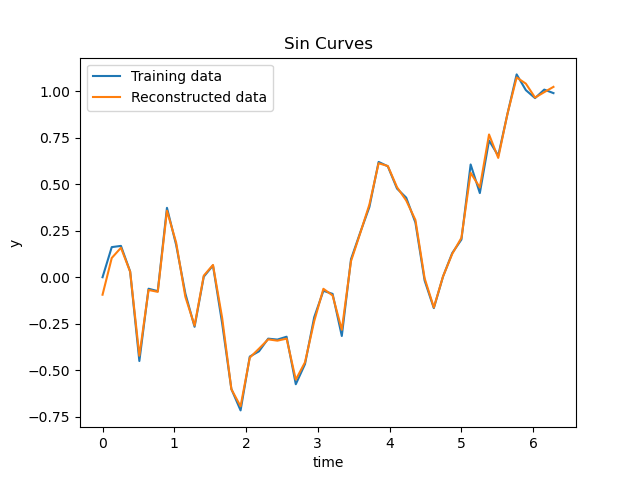 Sin Curves
Training data
Reconstructed data
1.00
0.75
0.50
0.25
0.00
−0.25
−0.50
−0.75
y
0 1 2 3 4 5 6
time